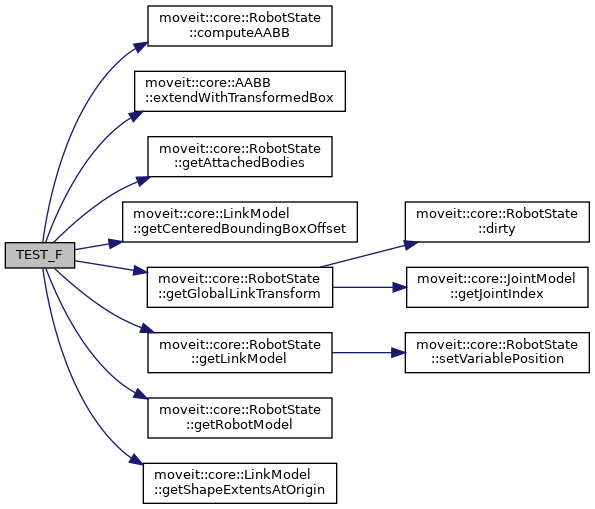 moveit::core::RobotState
::computeAABB
moveit::core::AABB
::extendWithTransformedBox
moveit::core::RobotState
::getAttachedBodies
moveit::core::LinkModel
::getCenteredBoundingBoxOffset
moveit::core::RobotState
::dirty
TEST_F
moveit::core::RobotState
::getGlobalLinkTransform
moveit::core::JointModel
::getJointIndex
moveit::core::RobotState
::getLinkModel
moveit::core::RobotState
::setVariablePosition
moveit::core::RobotState
::getRobotModel
moveit::core::LinkModel
::getShapeExtentsAtOrigin